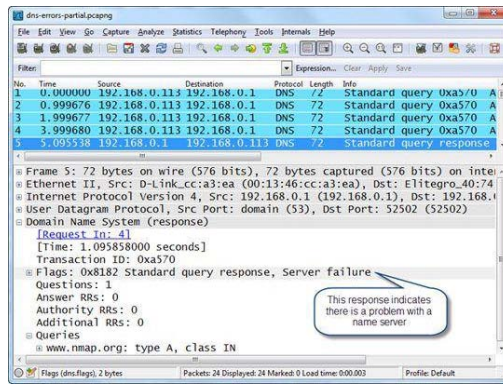 dns-errors-partial.pcapng
File Edit View Go Capture Analyze Statistics Telephony Tools Internals Help
Filter: Expression... Clear Apply Save
No. Time Source Destination Protocol Length Info
1 0.000000 192.168.0.113 192.168.0.1 DNS 72 Standard query 0xa570 A
2 0.999676 192.168.0.113 192.168.0.1 DNS 72 Standard query 0xa570 A
3 1.999677 192.168.0.113 192.168.0.1 DNS 72 Standard query 0xa570 A
4 3.999680 192.168.0.113 192.168.0.1 DNS 72 Standard query 0xa570 A
5 5.095538 192.168.0.1 192.168.0.113 DNS 72 Standard query response
Frame 5: 72 bytes on wire (576 bits), 72 bytes captured (576 bits) on inte
Ethernet II, Src: D-Link_cc:a3:ea (00:13:46:cc:a3:ea), Dst: Elitegro_40:74
Internet Protocol Version 4, Src: 192.168.0.1 (192.168.0.1), Dst: 192.168.
User Datagram Protocol, Src Port: domain (53), Dst Port: 52502 (52502)
Domain Name System (response)
[Request In: 4]
[Time: 1.095858000 seconds]
Transaction ID: 0xa570
Flags: 0x8182 Standard query response, Server failure
Questions: 1
Answer RRs: 0
Authority RRs: 0
Additional RRs: 0
Queries
www.nmap.org: type A, class IN
This response indicates
there is a problem with a
name server
Flags (dns.flags), 2 bytes Packets: 24 Displayed: 24 Marked: 0 Load time: 0:00.003 Profile: Default